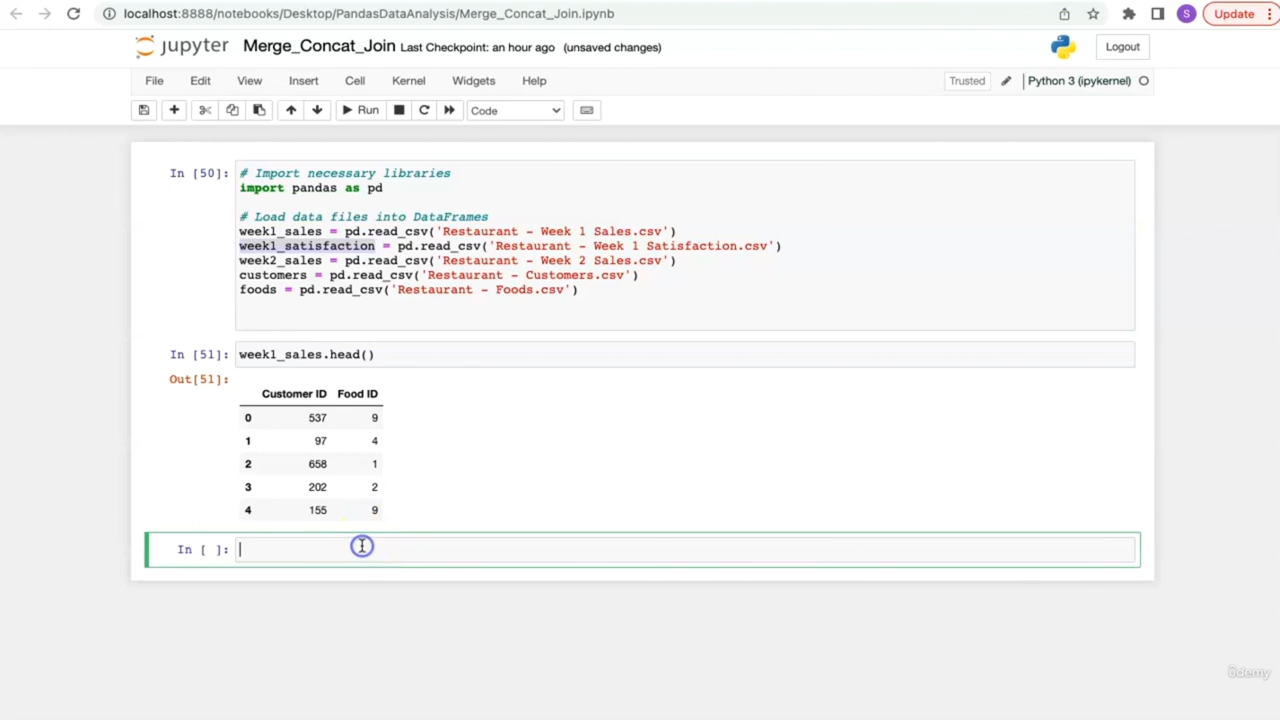 localhost:8888/notebooks/Desktop/PandasDataAnalysis/Merge_Concat_Join.ipynb
S
Update
jupyter Merge_Concat_Join Last Checkpoint: an hour ago (unsaved changes)
Logout
File Edit View Insert Cell Kernel Widgets Help
Trusted Python 3 (ipykernel)
Run Code
In [50]: # Import necessary libraries
import pandas as pd
# Load data files into DataFrames
week1_sales = pd.read_csv('Restaurant - Week 1 Sales.csv')
week1_satisfaction = pd.read_csv('Restaurant - Week 1 Satisfaction.csv')
week2_sales = pd.read_csv('Restaurant - Week 2 Sales.csv')
customers = pd.read_csv('Restaurant - Customers.csv')
foods = pd.read_csv('Restaurant - Foods.csv')
In [51]: week1_sales.head()
Out[51]:
Customer ID Food ID
0 537 9
1 97 4
2 658 1
3 202 2
4 155 9
In [ ]:
ûdemy